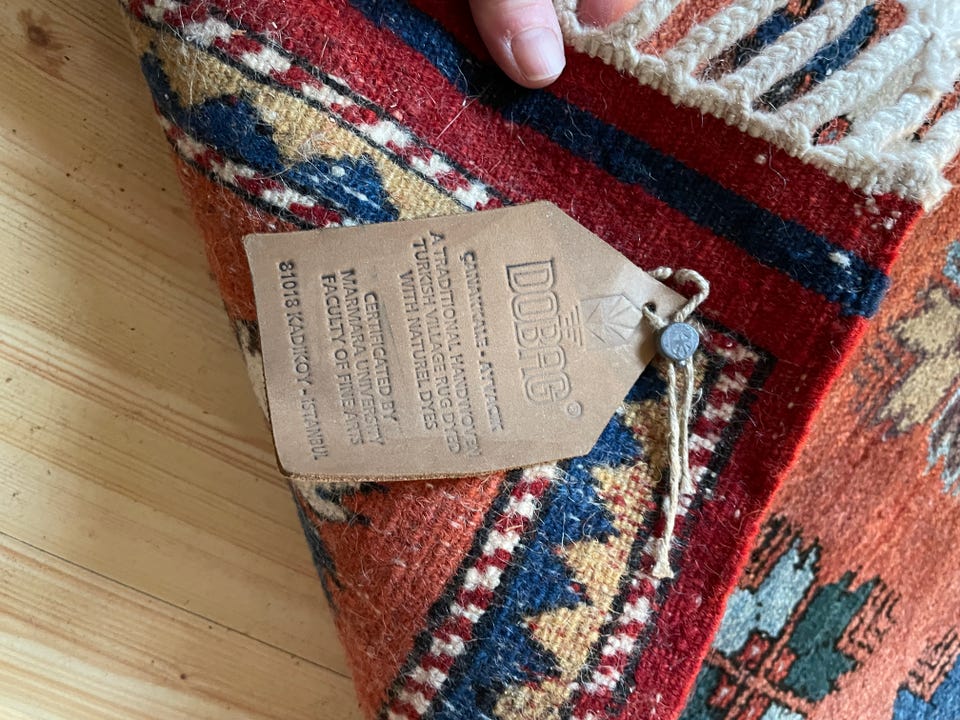 DOBAG®
ÇANAKKALE - AYVACIK
A TRADITIONAL HANDWOVEN
TURKISH VILLAGE RUG DYED
WITH NATUREL DYES
CERTIFICATED BY
MARMARA UNIVERSITY
FACULTY OF FINE ARTS
81018 KADIKÖY - ISTANBUL